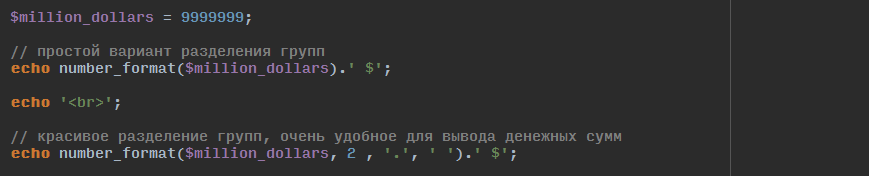 $million_dollars = 9999999;
// простой вариант разделения групп
echo number_format($million_dollars).' $';
echo '<br>';
// красивое разделение групп, очень удобное для вывода денежных сумм
echo number_format($million_dollars, 2 , '.', ' ').' $';